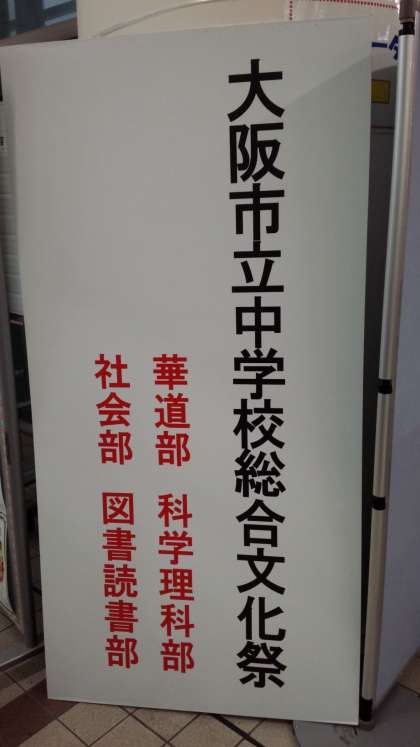 大阪市立中学校総合文化祭
華道部 科学理科部
社会部 図書読書部